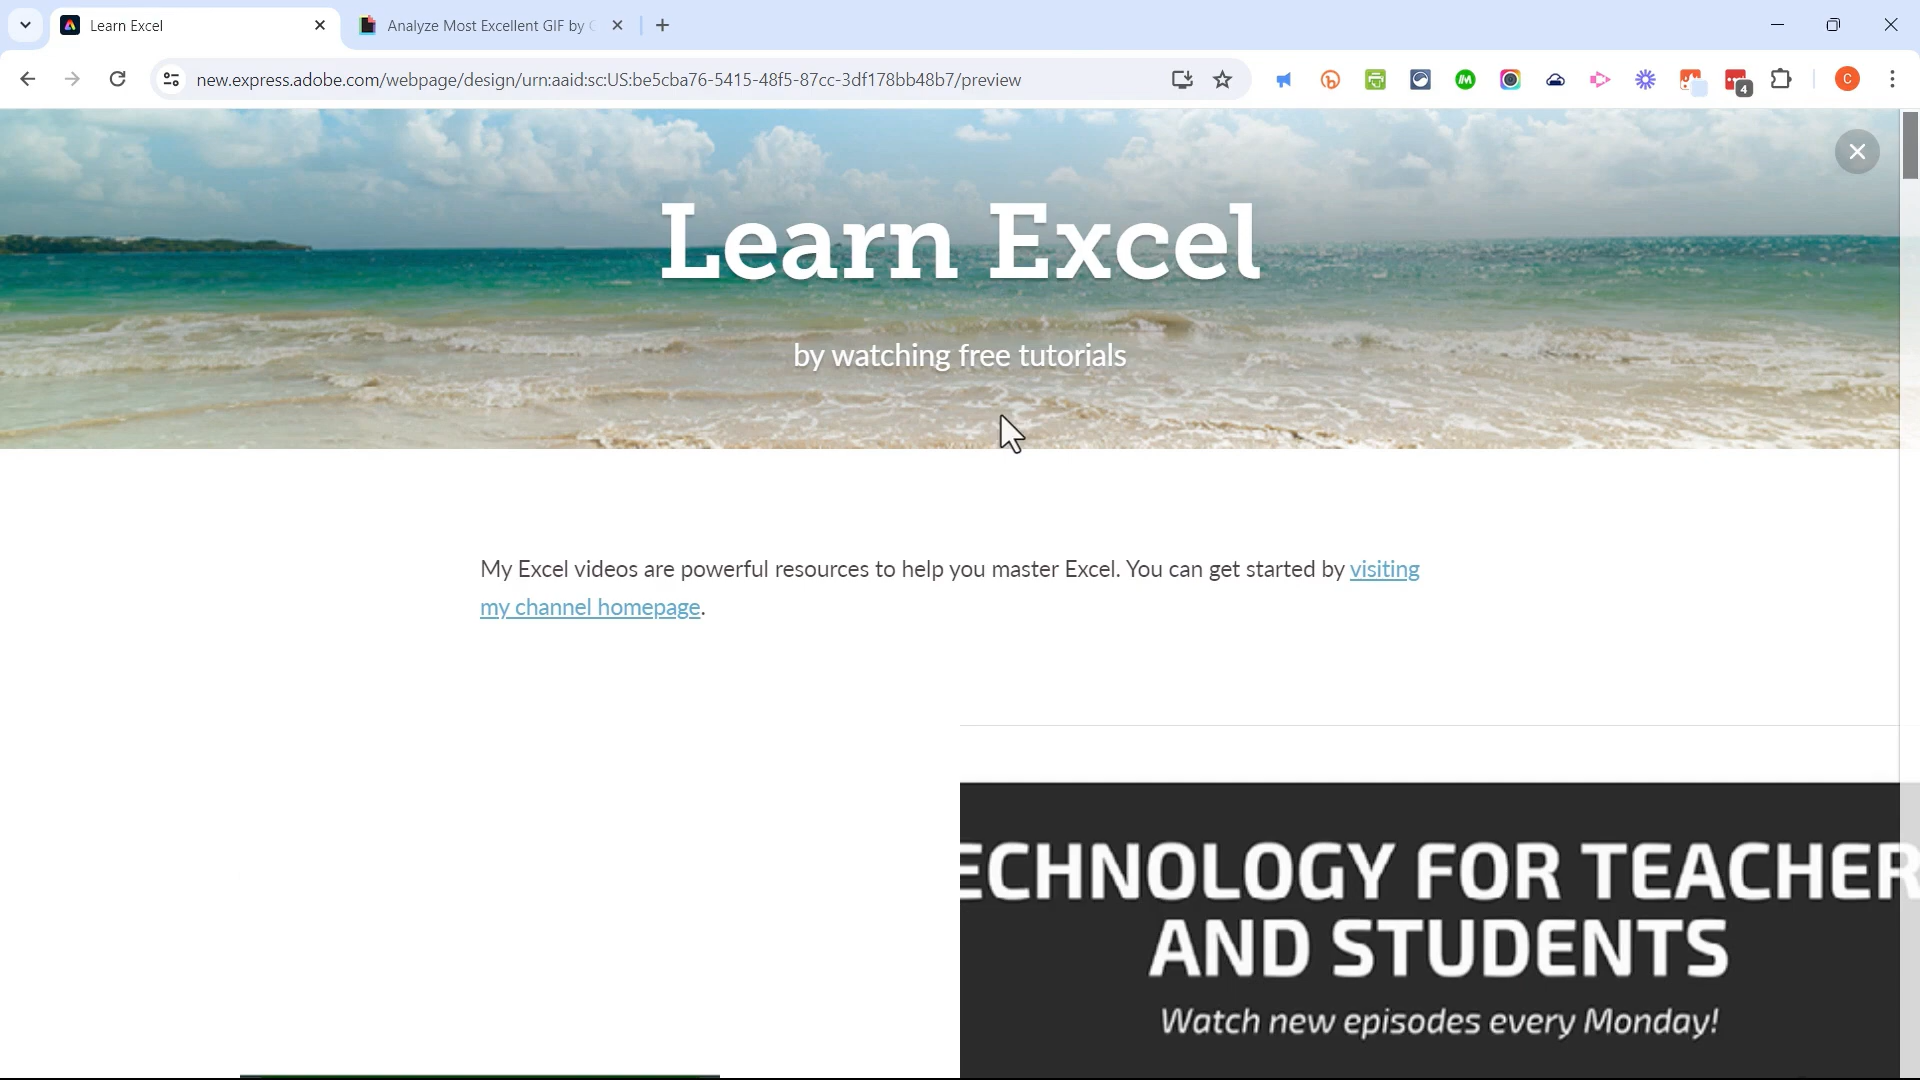 Learn Excel
Analyze Most Excellent GIF by
new.express.adobe.com/webpage/design/urn:aaid:sc:US:be5cba76-5415-48f5-87cc-3df178bb48b7/preview
4
C
Learn Excel
by watching free tutorials
My Excel videos are powerful resources to help you master Excel. You can get started by visiting
my channel homepage.
ECHNOLOGY FOR TEACHER
AND STUDENTS
Watch new episodes every Monday!